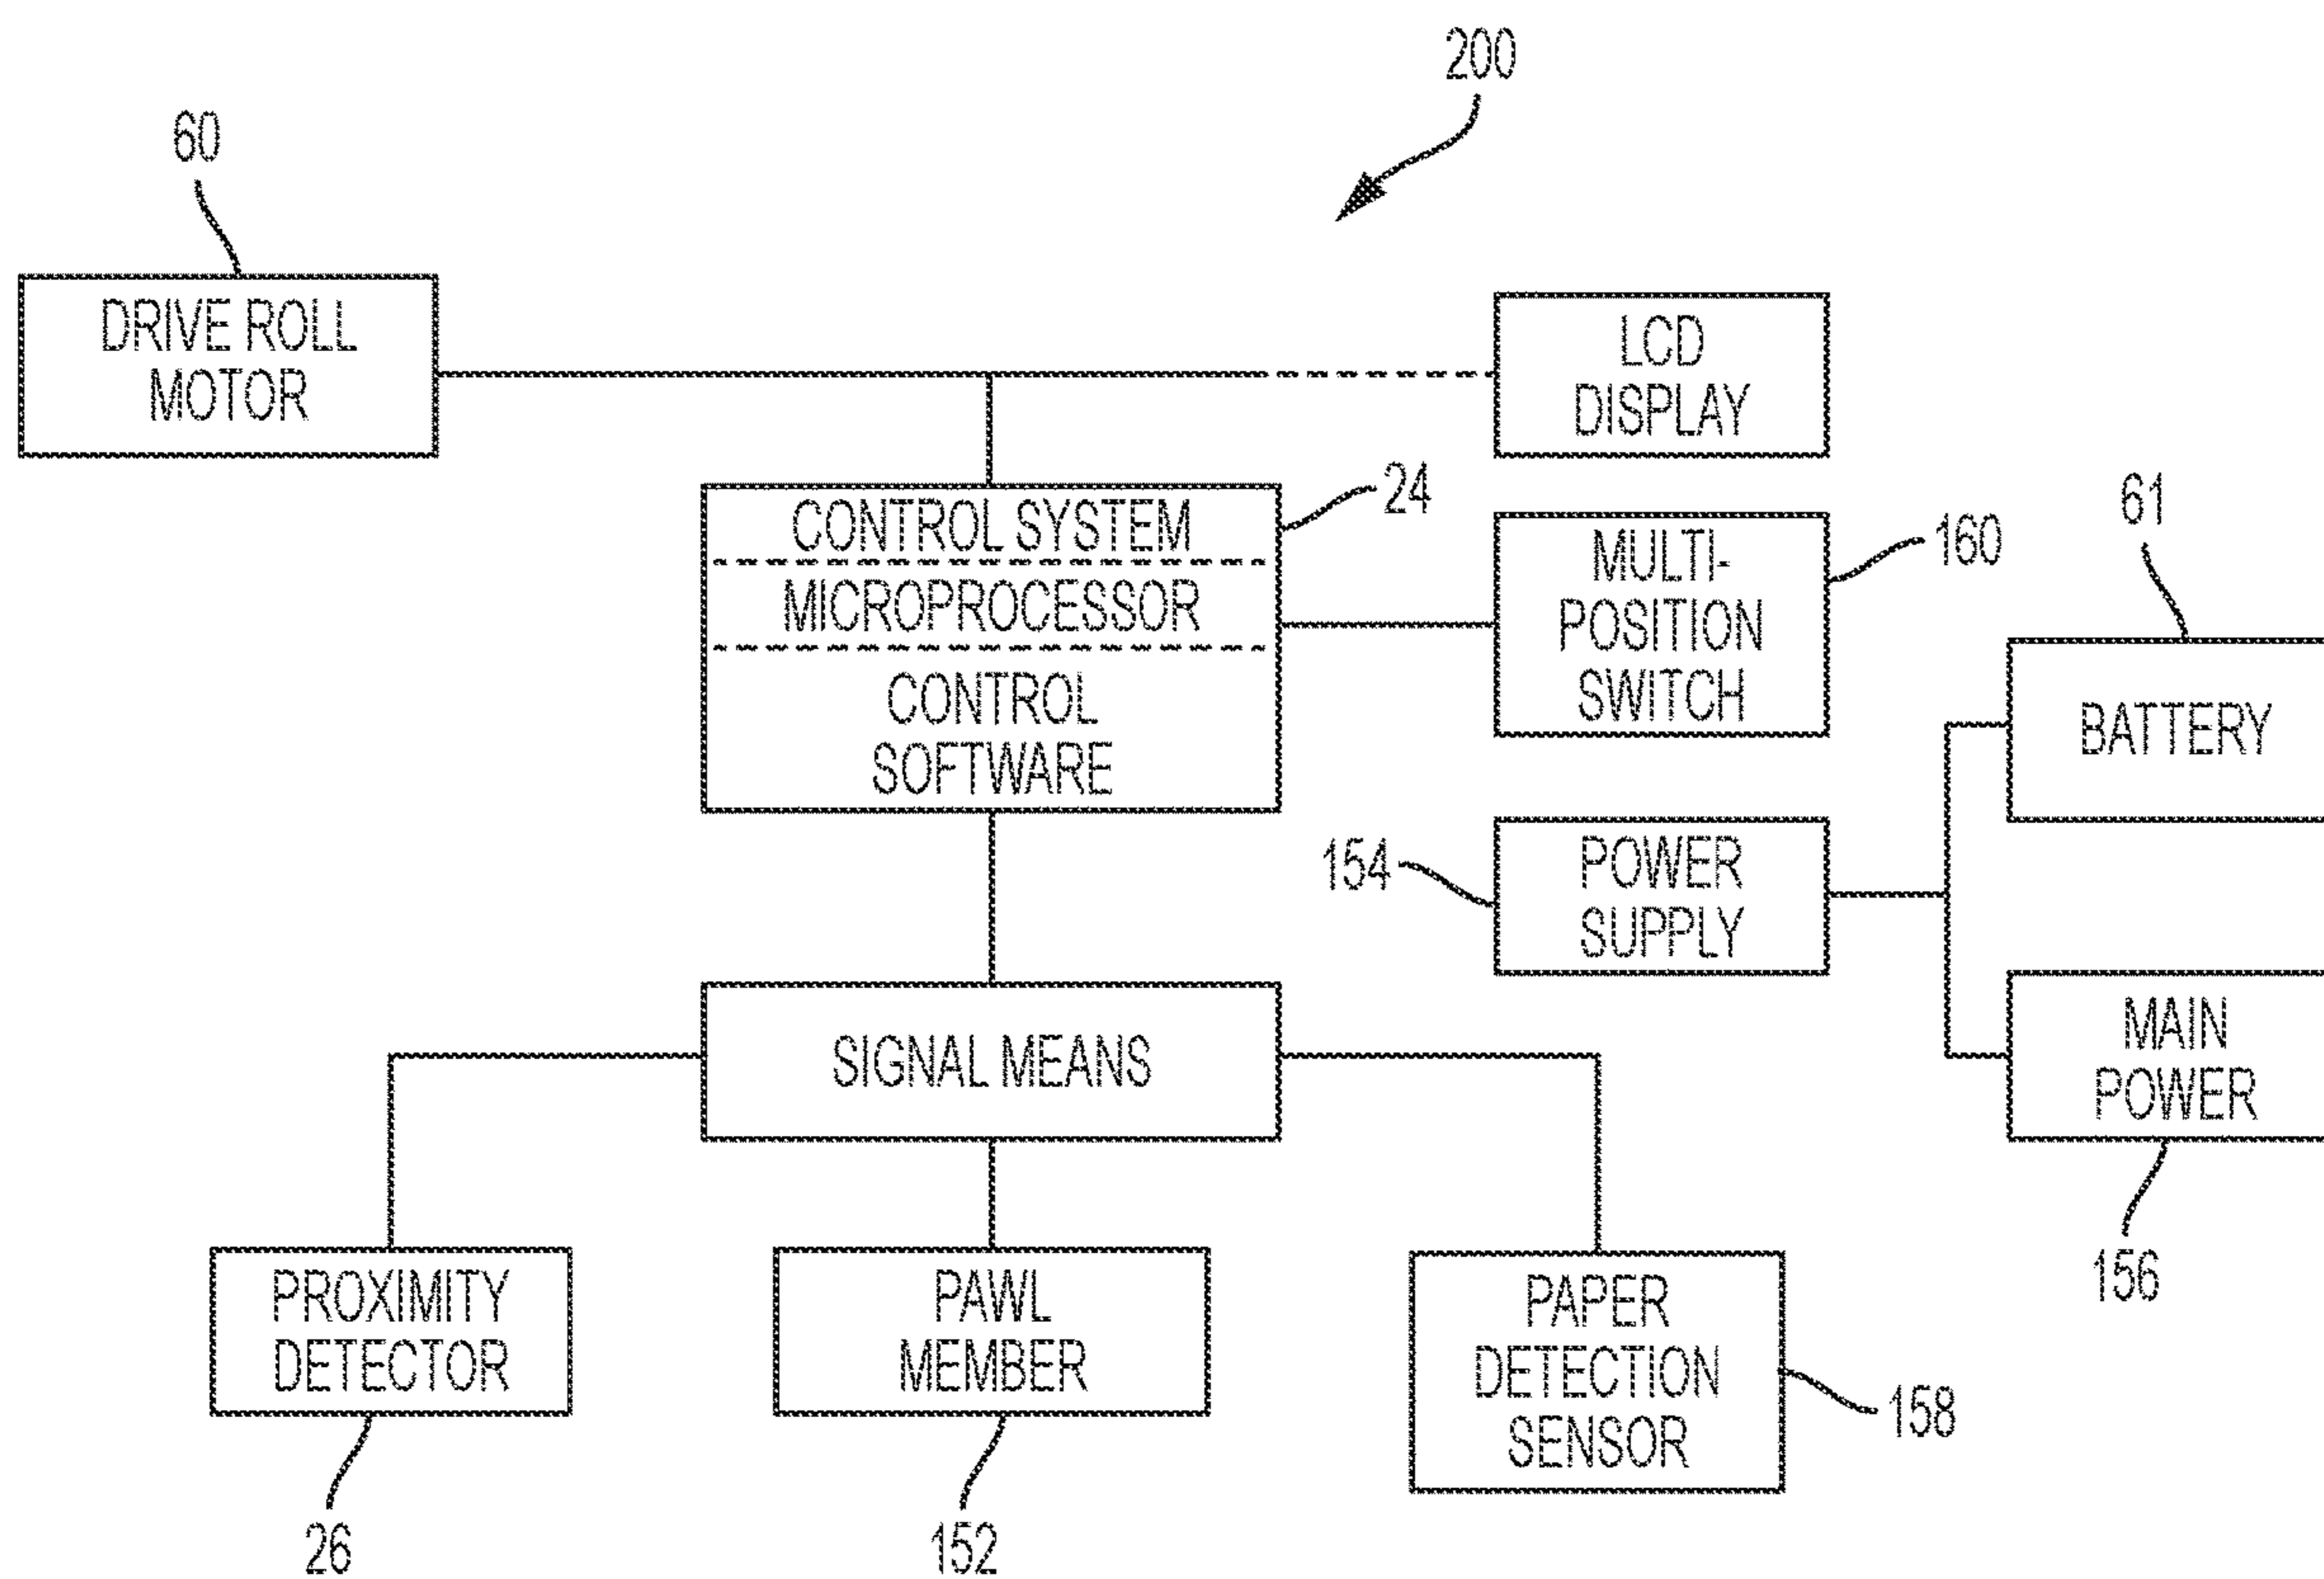 200
60
DRIVE ROLL
MOTOR
LCD
DISPLAY
CONTROL SYSTEM
MICROPROCESSOR
CONTROL
SOFTWARE
24
MULTI-
POSITION
SWITCH
160
61
BATTERY
154
POWER
SUPPLY
MAIN
POWER
156
SIGNAL MEANS
PROXIMITY
DETECTOR
26
PAWL
MEMBER
152
PAPER
DETECTION
SENSOR
158